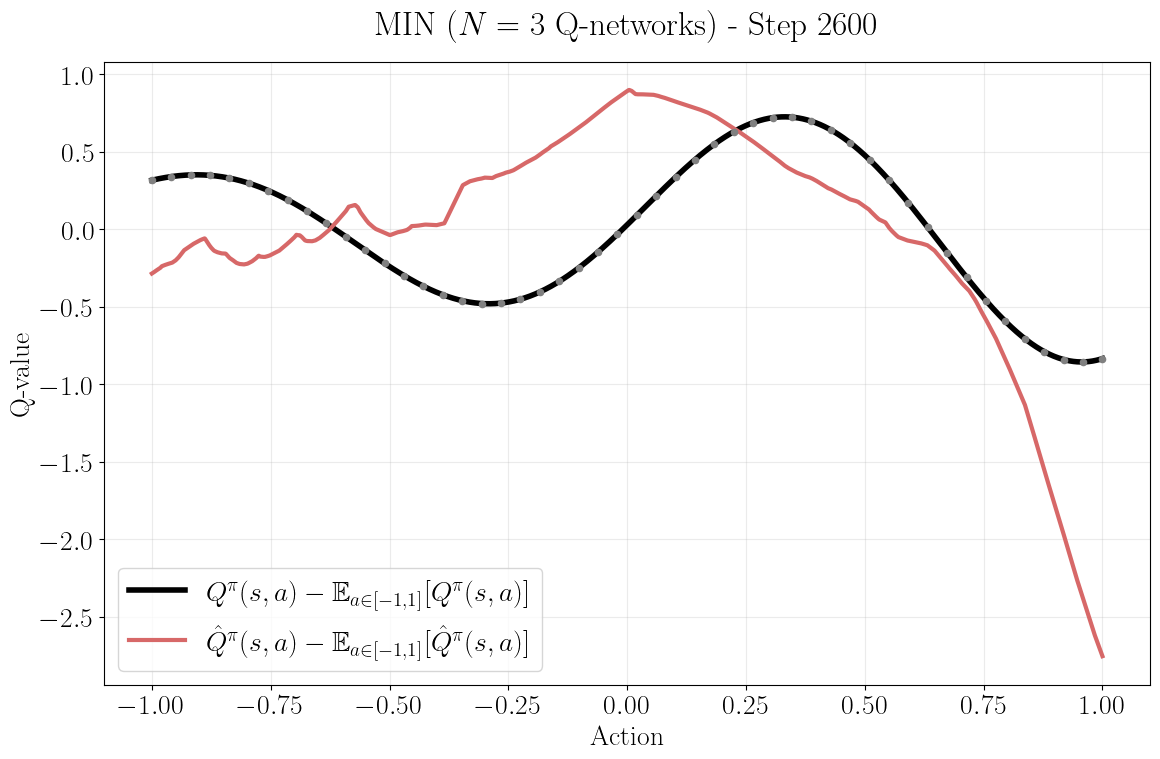 MIN (N = 3 Q-networks) - Step 2600
Q-value
1.0
0.5
0.0
−0.5
−1.0
−1.5
−2.0
−2.5
Q^π(s, a) − 𝔼_{a∈[−1,1]}[Q^π(s, a)]
Q̂^π(s, a) − 𝔼_{a∈[−1,1]}[Q̂^π(s, a)]
−1.00 −0.75 −0.50 −0.25 0.00 0.25 0.50 0.75 1.00
Action